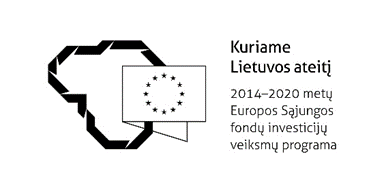 Kuriame
Lietuvos ateitį
2014–2020 metų
Europos Sąjungos
fondų investicijų
veiksmų programa